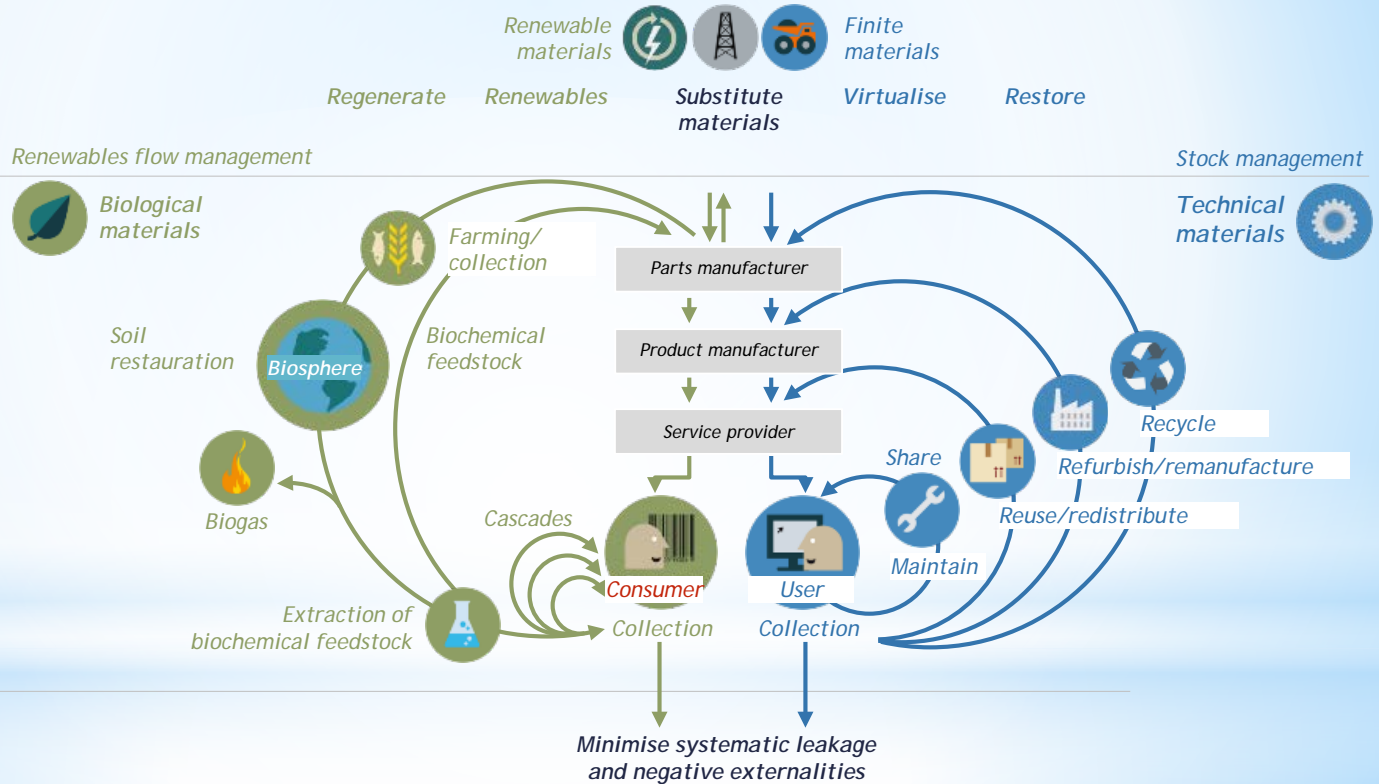 Renewable
materials
Finite
materials
Regenerate
Renewables
Substitute
materials
Virtualise
Restore
Renewables flow management
Stock management
Biological
materials
Technical
materials
Farming/
collection
Parts manufacturer
Soil
restauration
Biosphere
Biochemical
feedstock
Product manufacturer
Service provider
Recycle
Share
Refurbish/remanufacture
Biogas
Cascades
Reuse/redistribute
Maintain
Consumer
User
Extraction of
biochemical feedstock
Collection
Collection
Minimise systematic leakage
and negative externalities